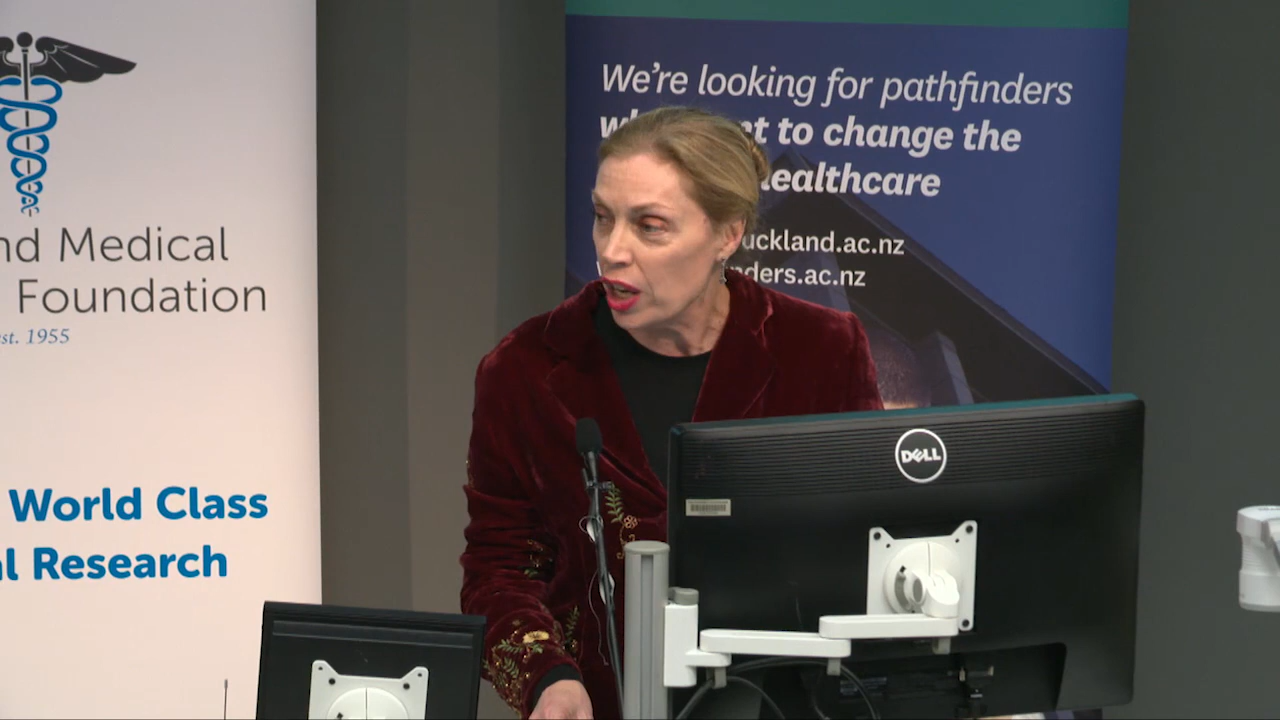 nd Medical
Foundation
st. 1955
World Class
l Research
We're looking for pathfinders
to change the
ealthcare
uckland.ac.nz
nders.ac.nz
DELL